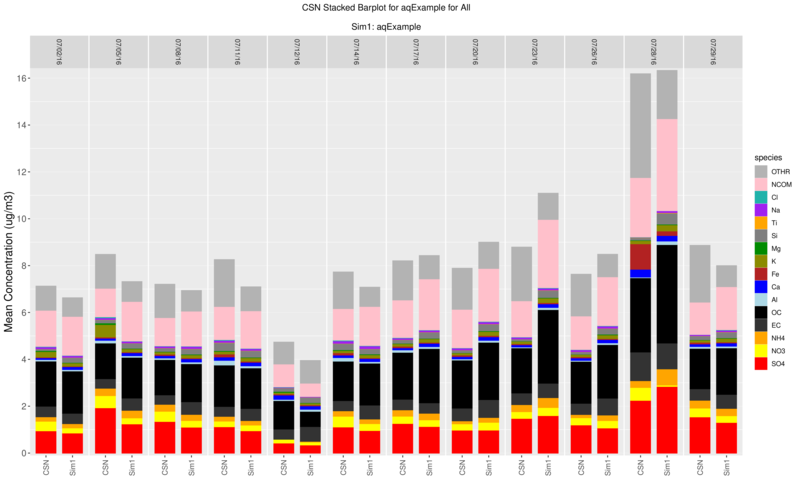 CSN Stacked Barplot for aqExample for All
Sim1: aqExample
07/02/16 07/05/16 07/08/16 07/11/16 07/12/16 07/14/16 07/17/16 07/20/16 07/23/16 07/26/16 07/28/16 07/29/16
Mean Concentration (ug/m3)
16
14
12
10
8
6
4
2
0
CSN Sim1 CSN Sim1 CSN Sim1 CSN Sim1 CSN Sim1 CSN Sim1 CSN Sim1 CSN Sim1 CSN Sim1 CSN Sim1 CSN Sim1 CSN Sim1
species
OTHR
NCOM
Cl
Na
Ti
Si
Mg
K
Fe
Ca
Al
OC
EC
NH4
NO3
SO4